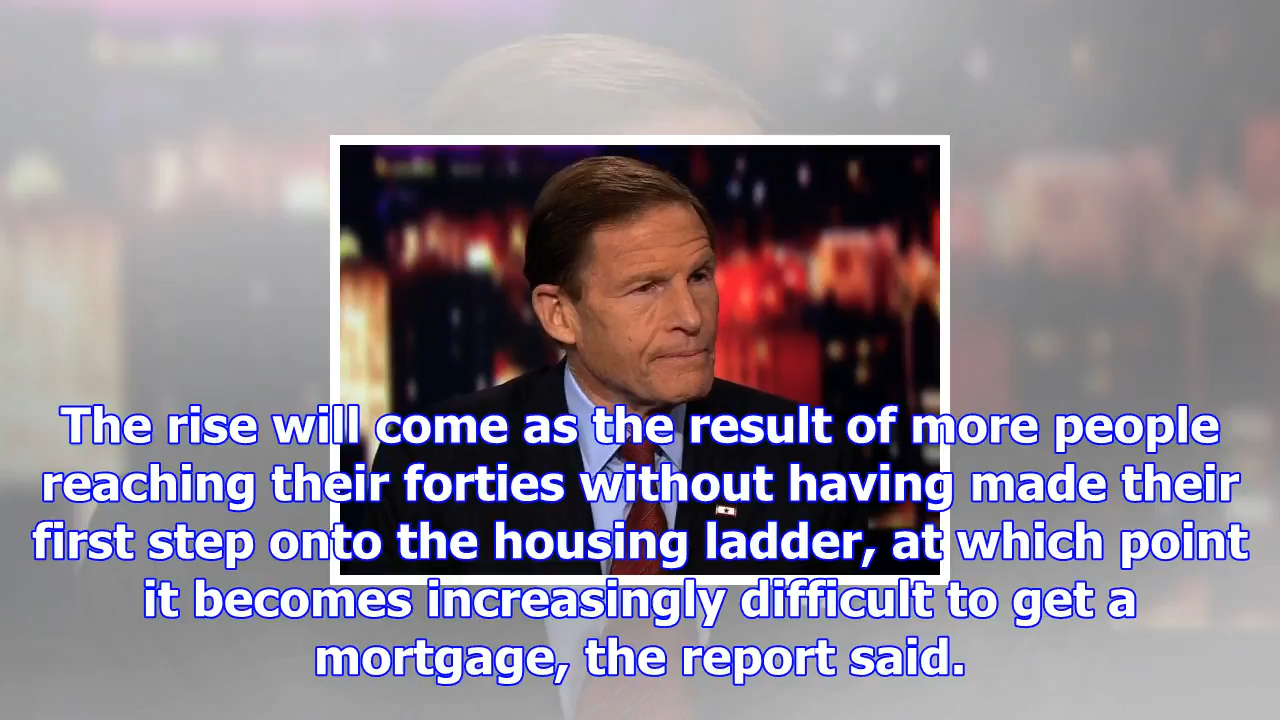 The rise will come as the result of more people
reaching their forties without having made their
first step onto the housing ladder, at which point
it becomes increasingly difficult to get a
mortgage, the report said.